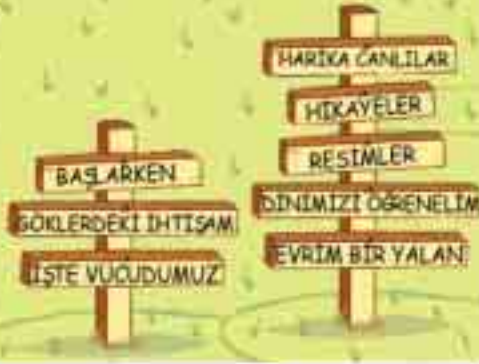 BAŞLARKEN
GÖKLERDEKİ İHTİŞAM
İŞTE VÜCUDUMUZ
HARİKA CANLILAR
HİKAYELER
RESİMLER
DİNİMİZİ ÖĞRENELİM
EVRİM BİR YALAN